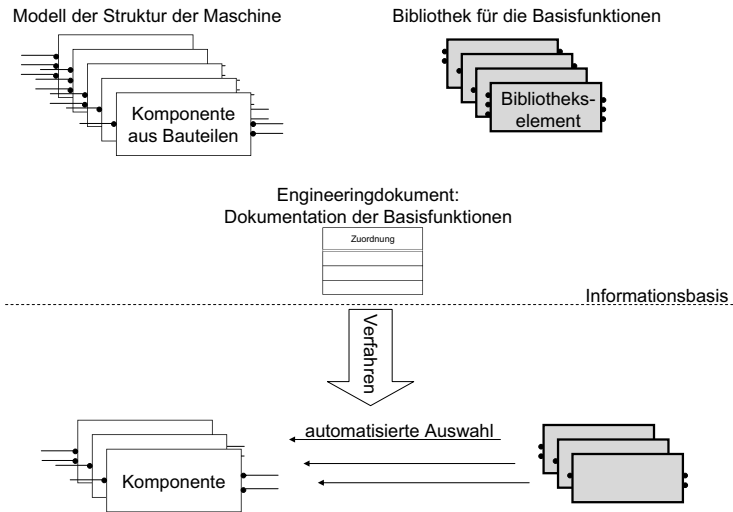 Modell der Struktur der Maschine
Bibliothek für die Basisfunktionen
Komponente
aus Bauteilen
Bibliotheks-
element
Engineeringdokument:
Dokumentation der Basisfunktionen
Zuordnung
Informationsbasis
Verfahren
automatisierte Auswahl
Komponente